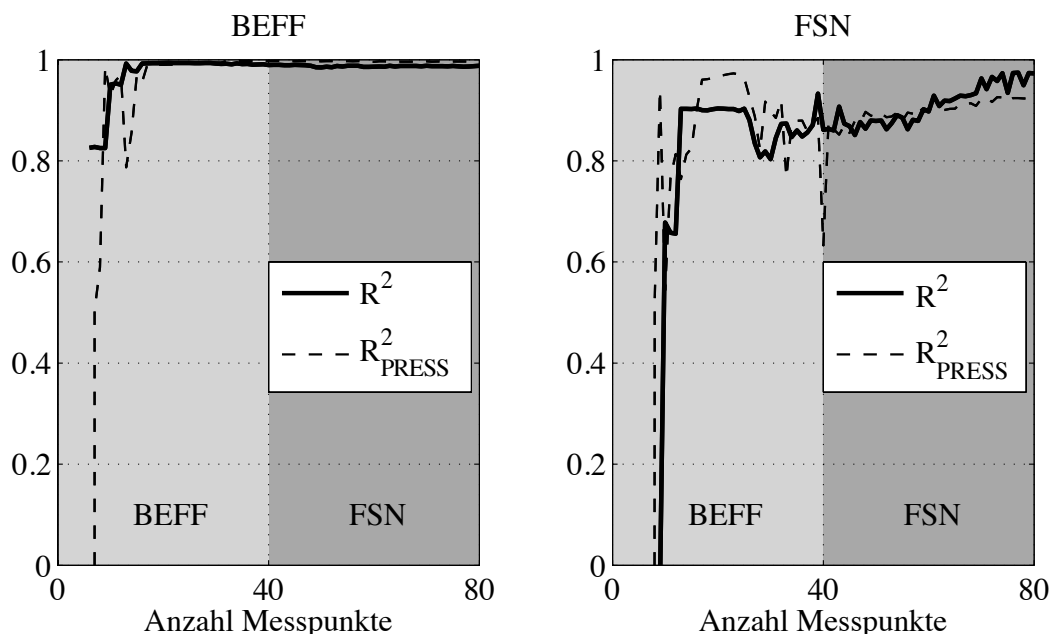 BEFF
1
0.8
0.6
0.4
0.2
0
R²
R²PRESS
BEFF
FSN
0
40
80
Anzahl Messpunkte
FSN
1
0.8
0.6
0.4
0.2
0
R²
R²PRESS
BEFF
FSN
0
40
80
Anzahl Messpunkte